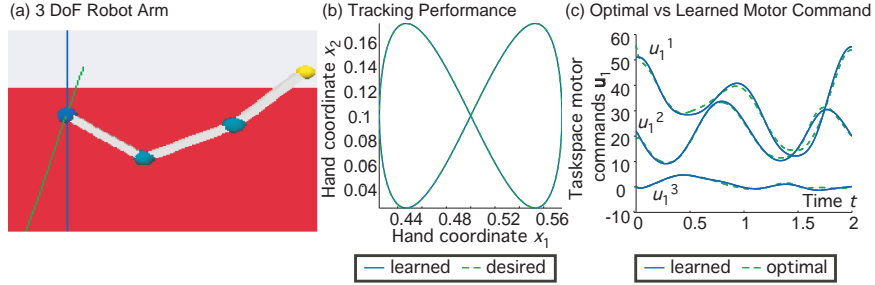 (a) 3 DoF Robot Arm
(b) Tracking Performance
Hand coordinate x2
0.16
0.14
0.12
0.1
0.08
0.06
0.04
0.44 0.48 0.52 0.56
Hand coordinate x1
learned desired
(c) Optimal vs Learned Motor Command
Taskspace motor
commands u1
60
50
40
30
20
10
0
-10
u1^1
u1^2
u1^3
Time t
0 0.5 1 1.5 2
learned optimal